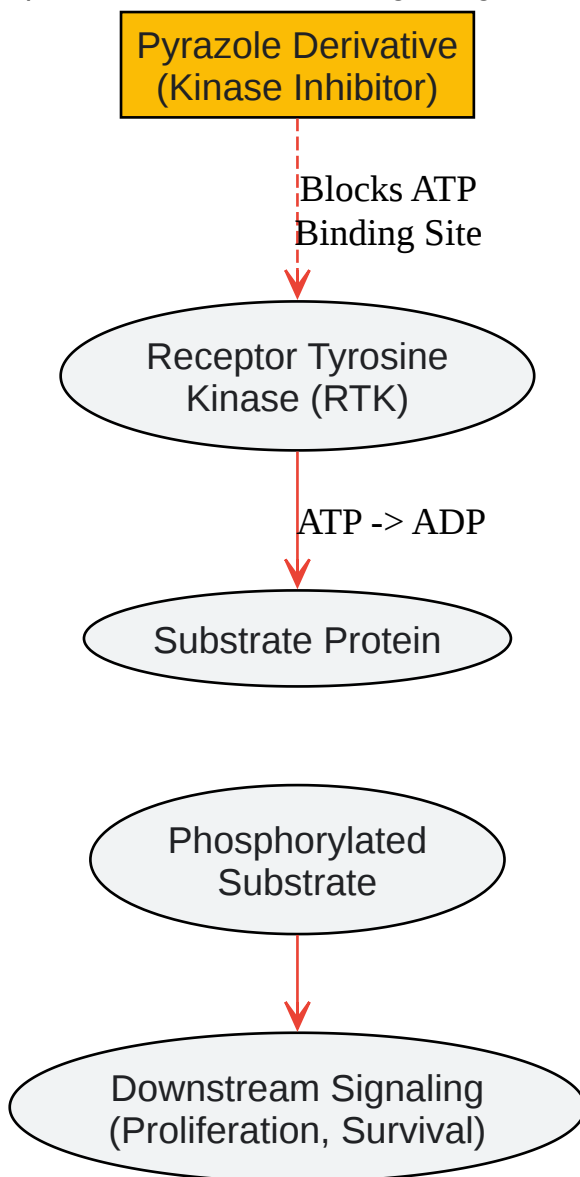 Pyrazole Derivative
(Kinase Inhibitor)
Blocks ATP
Binding Site
Receptor Tyrosine
Kinase (RTK)
ATP -> ADP
Substrate Protein
Phosphorylated
Substrate
Downstream Signaling
(Proliferation, Survival)